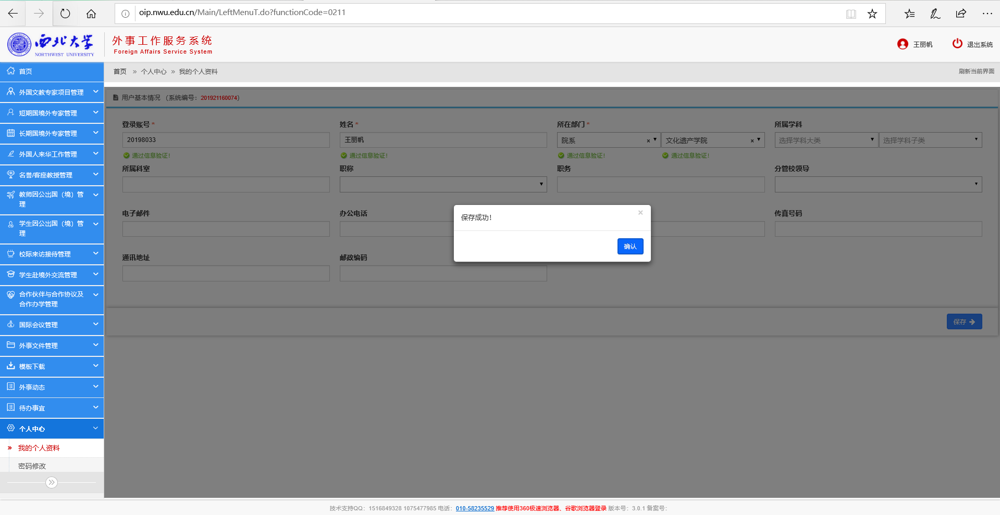 oip.nwu.edu.cn/Main/LeftMenuT.do?functionCode=0211
西北大学
NORTHWEST UNIVERSITY
外事工作服务系统
Foreign Affairs Service System
王丽帆
退出系统
首页 » 个人中心 » 我的个人资料
刷新当前界面
首页
外国文教专家项目管理
短期国境外专家管理
长期国境外专家管理
外国人来华工作管理
名誉/客座教授管理
教师因公出国（境）管
理
学生因公出国（境）管
理
校际来访接待管理
学生赴境外交流管理
合作伙伴与合作协议及
合作办学管理
国际会议管理
外事文件管理
模板下载
外事动态
待办事宜
个人中心
» 我的个人资料
密码修改
用户基本情况 （系统编号：201921160074）
登录账号 * 姓名 * 所在部门 * 所属学科
20198033 王丽帆 院系 × ▼ 文化遗产学院 × ▼ 选择学科大类 ▼ 选择学科子类 ▼
通过信息验证! 通过信息验证! 通过信息验证! 通过信息验证!
所属科室 职称 职务 分管校领导
电子邮件 办公电话 传真号码
通讯地址 邮政编码
保存成功! ×
确认
保存
技术支持QQ：1516849328 1075477985 电话：010-58235529 推荐使用360极速浏览器、谷歌浏览器登录 版本号：3.0.1 备案号：